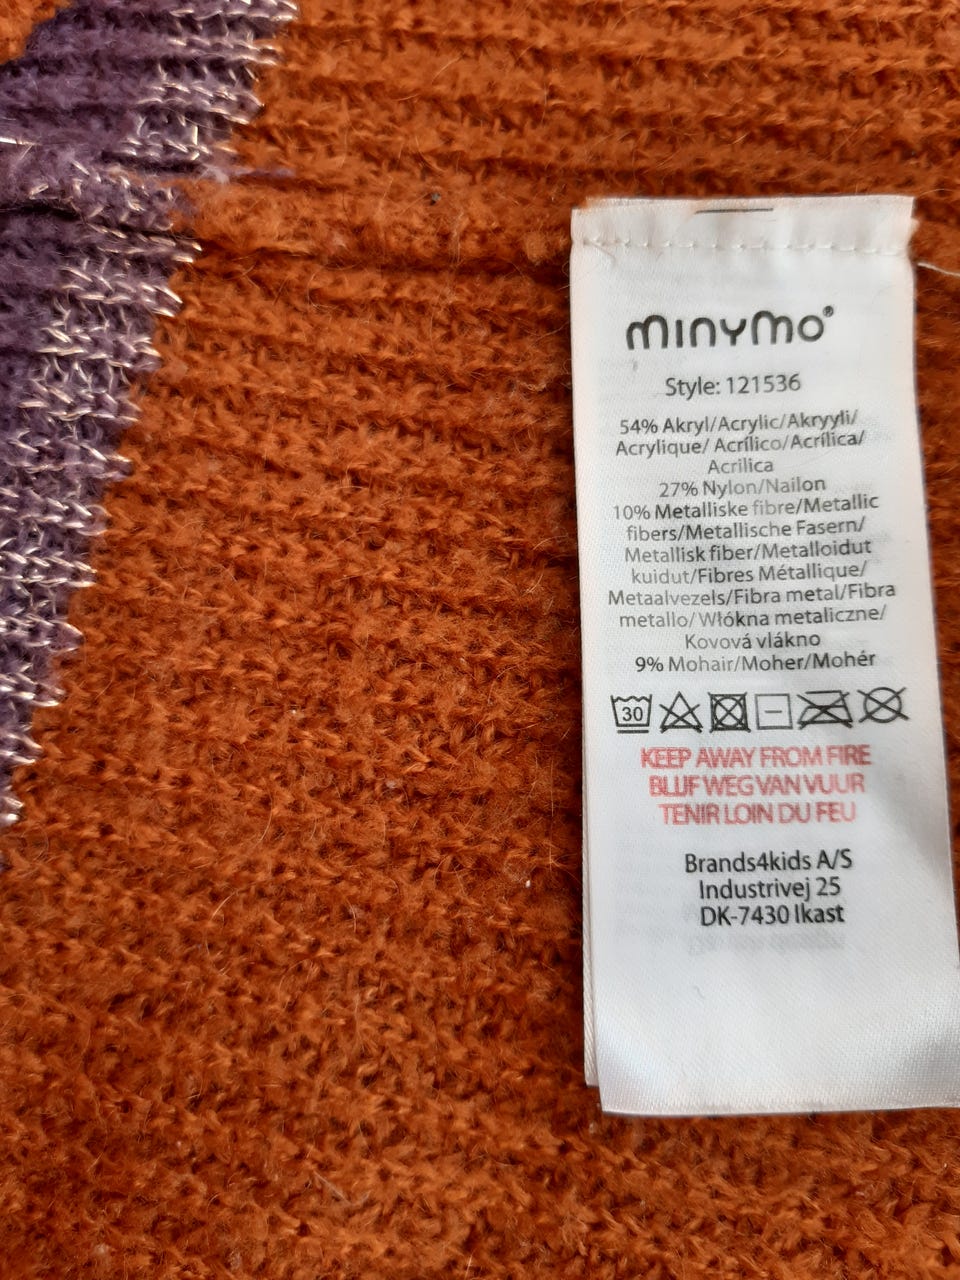 mınymo®
Style: 121536
54% Akryl/Acrylic/Akryyli/
Acrylique/ Acrílico/Acrílica/
Acrilica
27% Nylon/Nailon
10% Metalliske fibre/Metallic
fibers/Metallische Fasern/
Metallisk fiber/Metalloidut
kuidut/Fibres Métallique/
Metaalvezels/Fibra metal/Fibra
metallo/Włókna metaliczne/
Kovová vlákno
9% Mohair/Moher/Mohér
30
KEEP AWAY FROM FIRE
BLIJF WEG VAN VUUR
TENIR LOIN DU FEU
Brands4kids A/S
Industrivej 25
DK-7430 Ikast